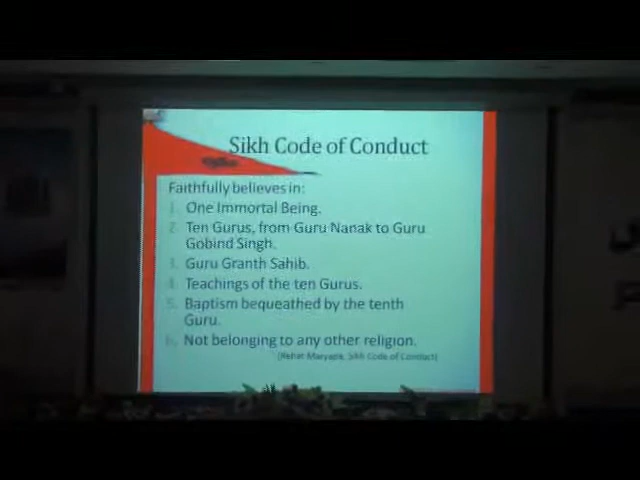 Sikh Code of Conduct
Faithfully believes in:
1. One Immortal Being.
2. Ten Gurus, from Guru Nanak to Guru
Gobind Singh.
3. Guru Granth Sahib.
4. Teachings of the ten Gurus.
5. Baptism bequeathed by the tenth
Guru.
6. Not belonging to any other religion.
(Rehat Maryada, Sikh Code of Conduct)